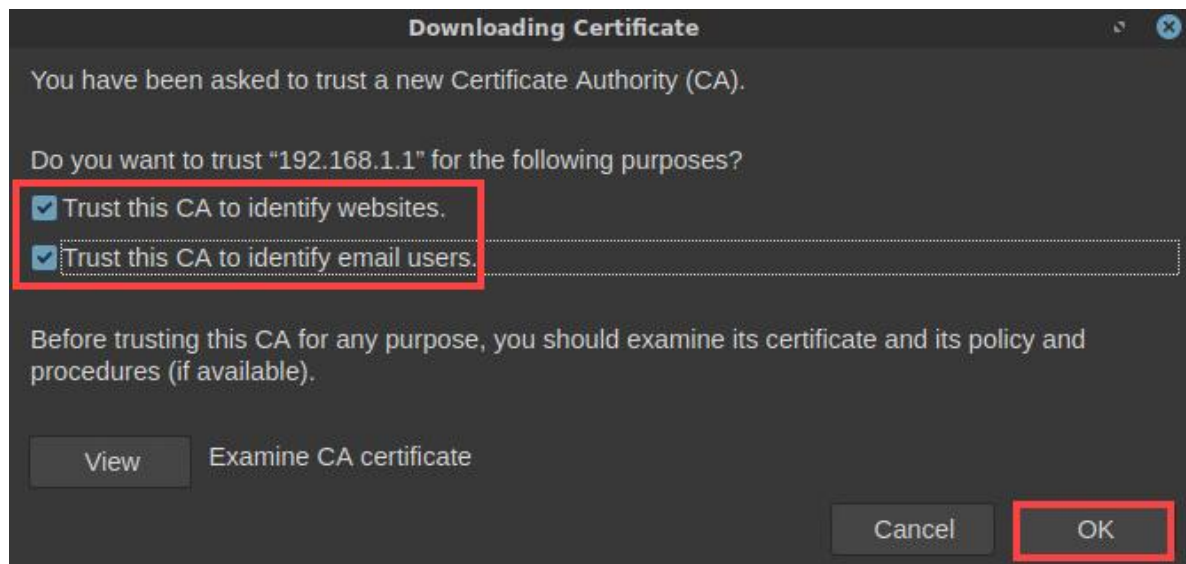 Downloading Certificate
You have been asked to trust a new Certificate Authority (CA).
Do you want to trust “192.168.1.1” for the following purposes?
Trust this CA to identify websites.
Trust this CA to identify email users.
Before trusting this CA for any purpose, you should examine its certificate and its policy and
procedures (if available).
View Examine CA certificate
Cancel OK